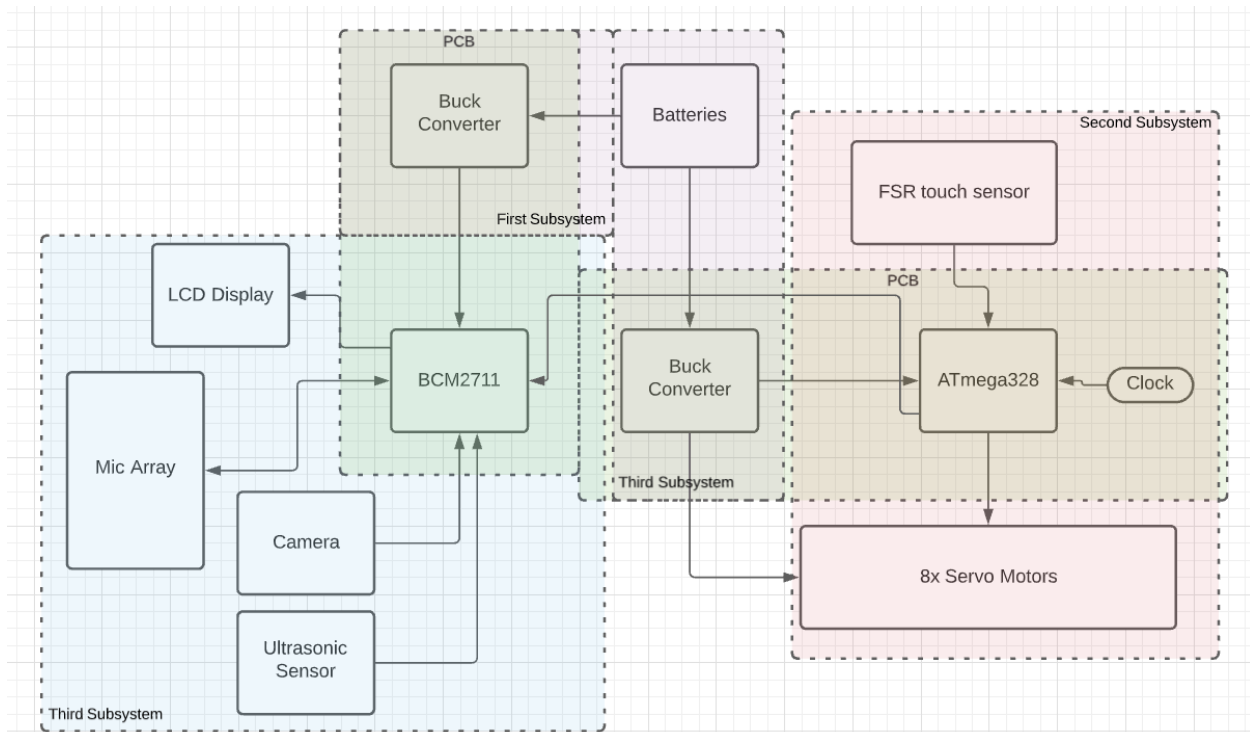 PCB
Buck
Converter
Batteries
Second Subsystem
FSR touch sensor
First Subsystem
LCD Display
PCB
BCM2711
Buck
Converter
ATmega328
Clock
Mic Array
Third Subsystem
Camera
8x Servo Motors
Ultrasonic
Sensor
Third Subsystem